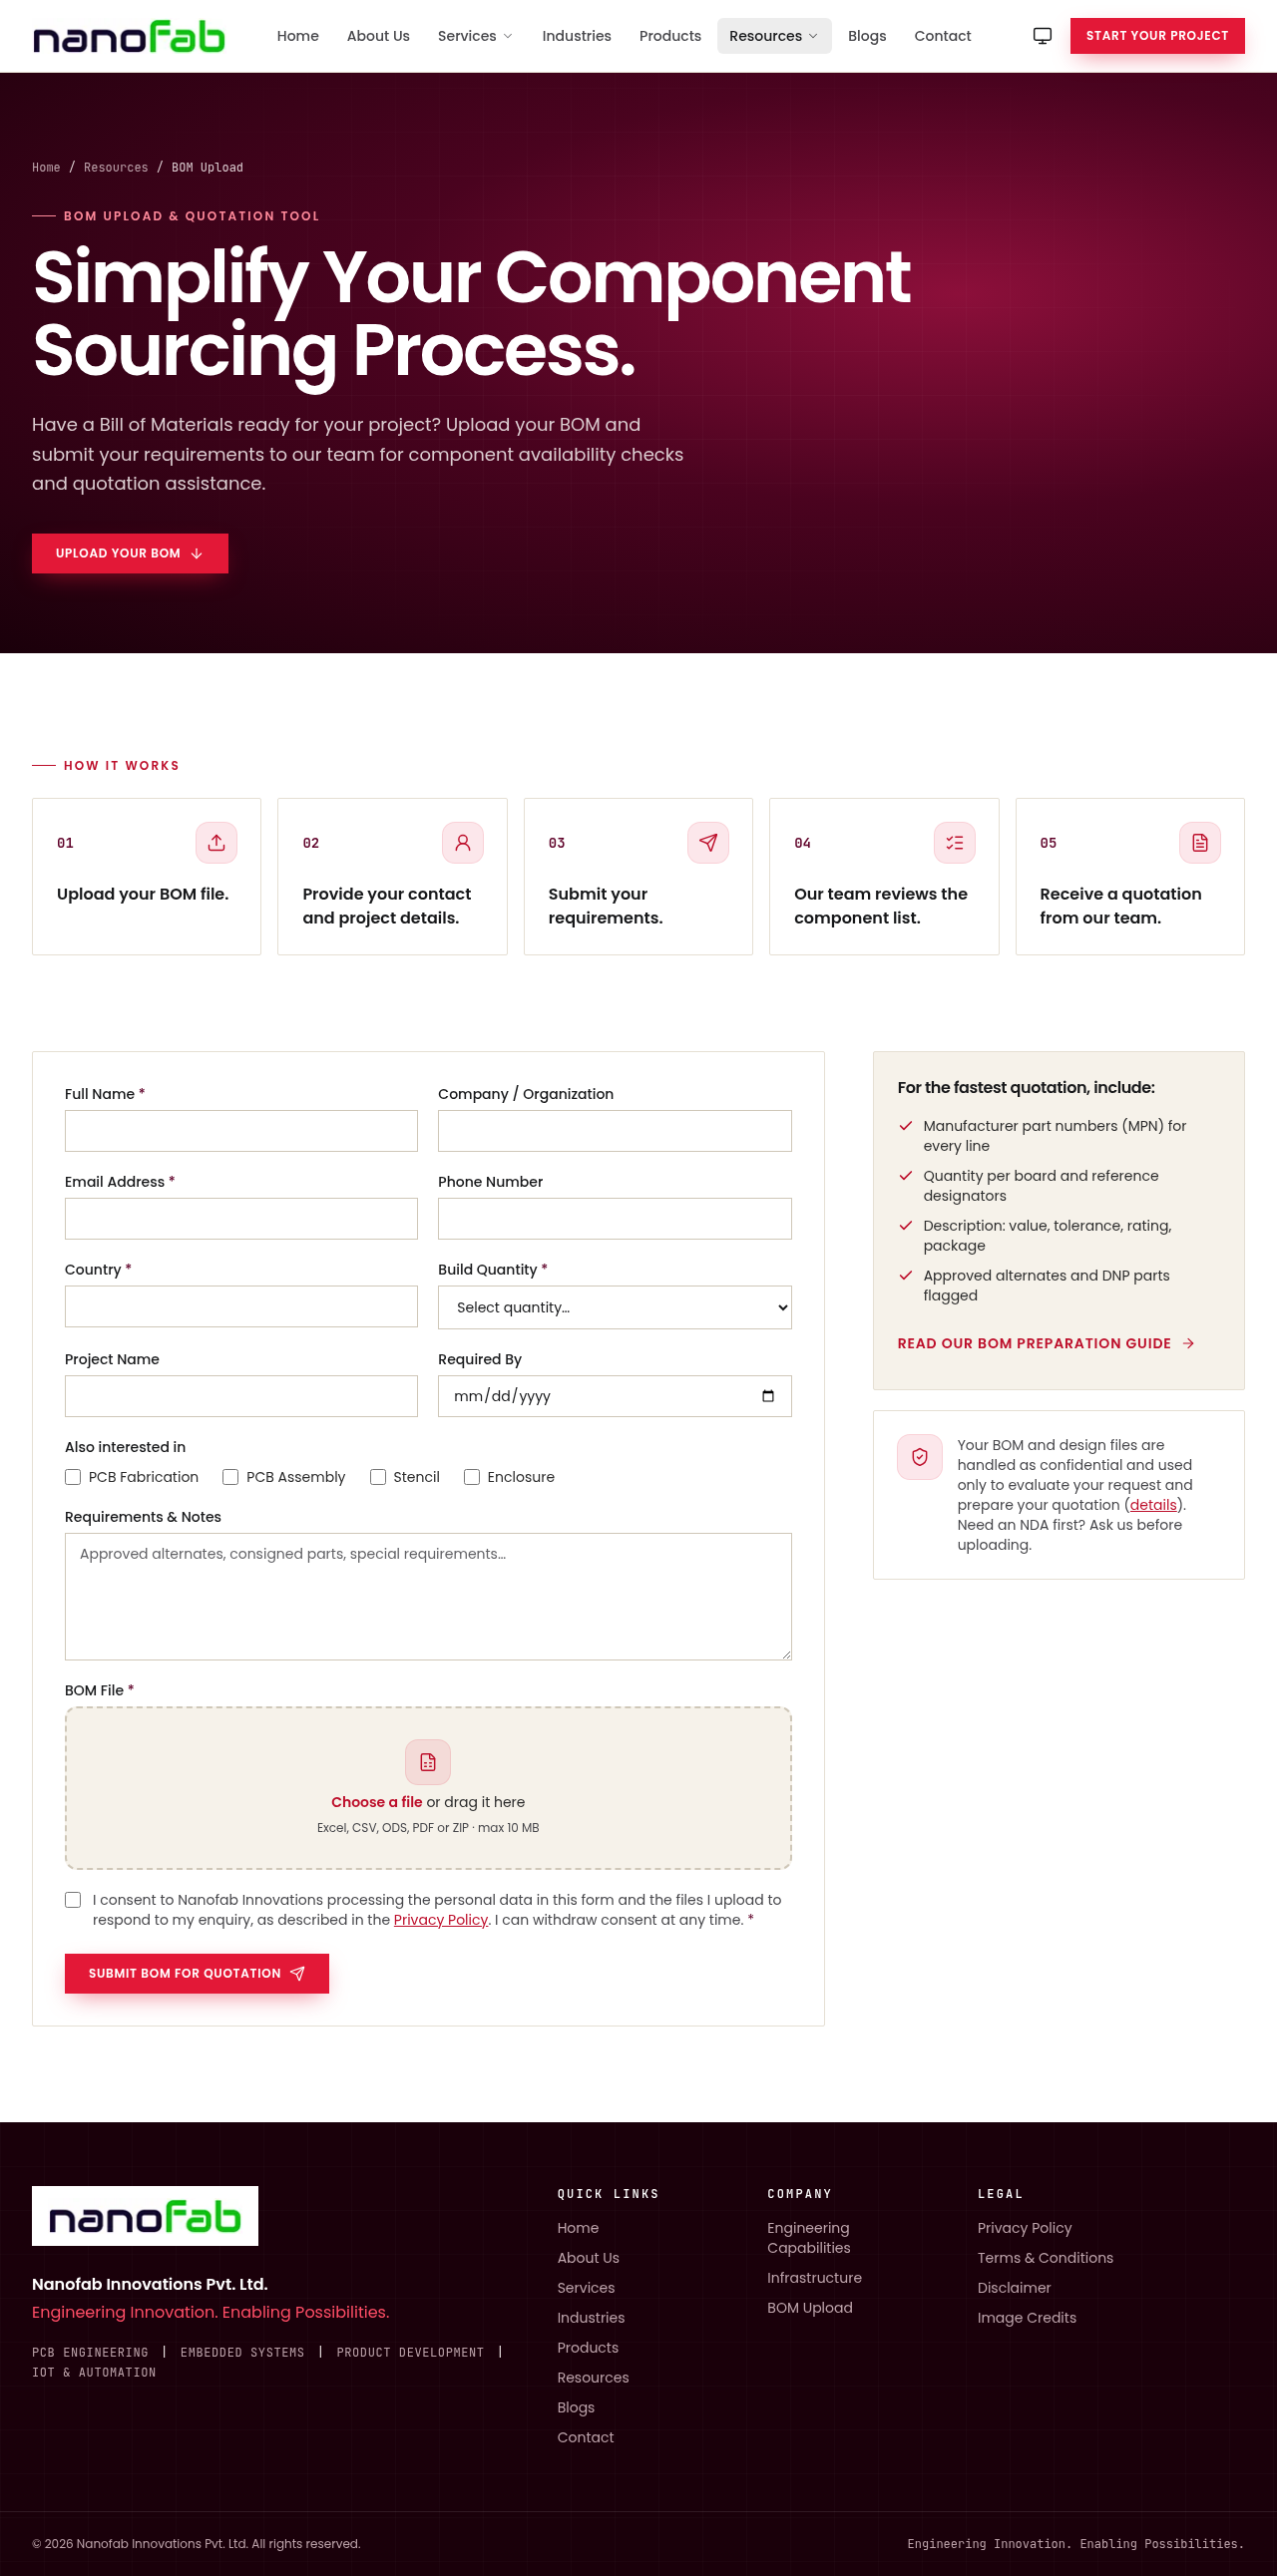 nanoFab
Home
About Us
Services
Industries
Products
Resources
Blogs
Contact
START YOUR PROJECT
Home / Resources / BOM Upload
BOM UPLOAD & QUOTATION TOOL
Simplify Your Component
Sourcing Process.
Have a Bill of Materials ready for your project? Upload your BOM and
submit your requirements to our team for component availability checks
and quotation assistance.
UPLOAD YOUR BOM
HOW IT WORKS
01
Upload your BOM file.
02
Provide your contact
and project details.
03
Submit your
requirements.
04
Our team reviews the
component list.
05
Receive a quotation
from our team.
Full Name *
Company / Organization
Email Address *
Phone Number
Country *
Build Quantity *
Select quantity...
Project Name
Required By
mm/dd/yyyy
Also interested in
PCB Fabrication
PCB Assembly
Stencil
Enclosure
Requirements & Notes
Approved alternates, consigned parts, special requirements...
BOM File *
Choose a file or drag it here
Excel, CSV, ODS, PDF or ZIP · max 10 MB
I consent to Nanofab Innovations processing the personal data in this form and the files I upload to
respond to my enquiry, as described in the Privacy Policy. I can withdraw consent at any time. *
SUBMIT BOM FOR QUOTATION
For the fastest quotation, include:
Manufacturer part numbers (MPN) for
every line
Quantity per board and reference
designators
Description: value, tolerance, rating,
package
Approved alternates and DNP parts
flagged
READ OUR BOM PREPARATION GUIDE
Your BOM and design files are
handled as confidential and used
only to evaluate your request and
prepare your quotation (details).
Need an NDA first? Ask us before
uploading.
nanoFab
Nanofab Innovations Pvt. Ltd.
Engineering Innovation. Enabling Possibilities.
PCB ENGINEERING | EMBEDDED SYSTEMS | PRODUCT DEVELOPMENT |
IOT & AUTOMATION
QUICK LINKS
Home
About Us
Services
Industries
Products
Resources
Blogs
Contact
COMPANY
Engineering
Capabilities
Infrastructure
BOM Upload
LEGAL
Privacy Policy
Terms & Conditions
Disclaimer
Image Credits
© 2026 Nanofab Innovations Pvt. Ltd. All rights reserved.
Engineering Innovation. Enabling Possibilities.